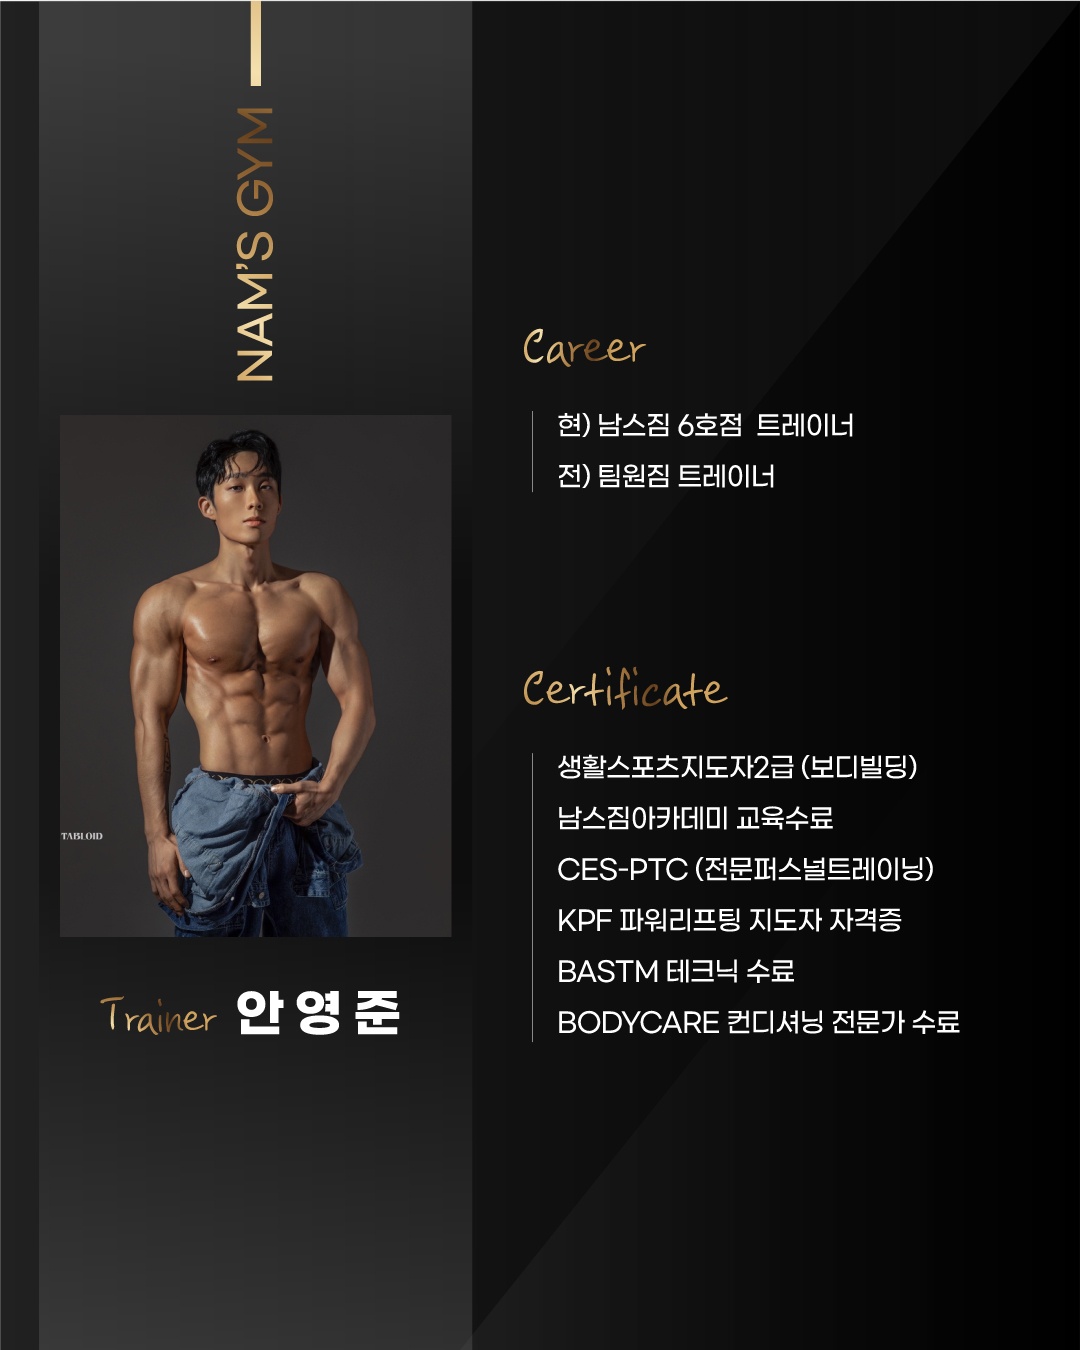 NAM'S GYM
TABLOID
Trainer 안영준
Career
현) 남스짐 6호점 트레이너
전) 팀원짐 트레이너
Certificate
생활스포츠지도자2급 (보디빌딩)
남스짐아카데미 교육수료
CES-PTC (전문퍼스널트레이닝)
KPF 파워리프팅 지도자 자격증
BASTM 테크닉 수료
BODYCARE 컨디셔닝 전문가 수료